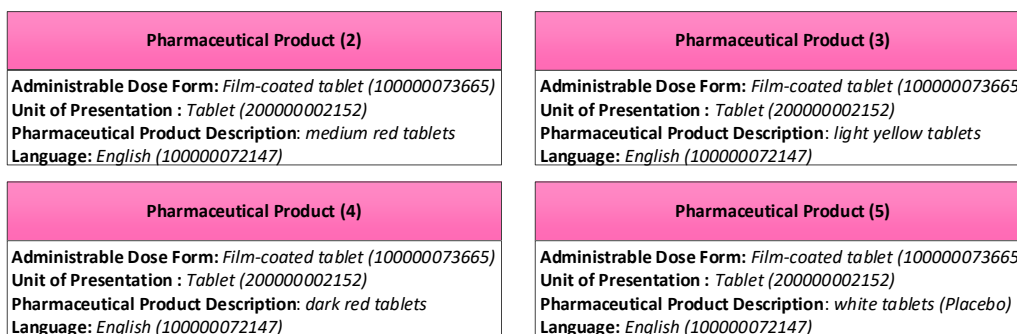 Pharmaceutical Product (2)
Administrable Dose Form: Film-coated tablet (100000073665)
Unit of Presentation : Tablet (200000002152)
Pharmaceutical Product Description: medium red tablets
Language: English (100000072147)
Pharmaceutical Product (3)
Administrable Dose Form: Film-coated tablet (100000073665
Unit of Presentation : Tablet (200000002152)
Pharmaceutical Product Description: light yellow tablets
Language: English (100000072147)
Pharmaceutical Product (4)
Administrable Dose Form: Film-coated tablet (100000073665)
Unit of Presentation : Tablet (200000002152)
Pharmaceutical Product Description: dark red tablets
Language: English (100000072147)
Pharmaceutical Product (5)
Administrable Dose Form: Film-coated tablet (100000073665
Unit of Presentation : Tablet (200000002152)
Pharmaceutical Product Description: white tablets (Placebo)
Language: English (100000072147)